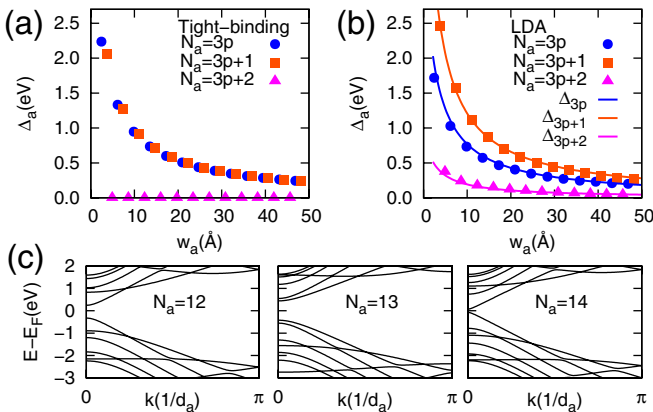 (a)
Tight-binding
N_a=3p
N_a=3p+1
N_a=3p+2
Δ_a(eV)
2.5
2.0
1.5
1.0
0.5
0.0
0 10 20 30 40 50
w_a(Å)
(b)
LDA
N_a=3p
N_a=3p+1
N_a=3p+2
Δ_3p
Δ_3p+1
Δ_3p+2
Δ_a(eV)
2.5
2.0
1.5
1.0
0.5
0.0
0 10 20 30 40 50
w_a(Å)
(c)
E-E_F(eV)
2
1
0
-1
-2
-3
N_a=12
N_a=13
N_a=14
0 π
0 π
0 π
k(1/d_a)
k(1/d_a)
k(1/d_a)